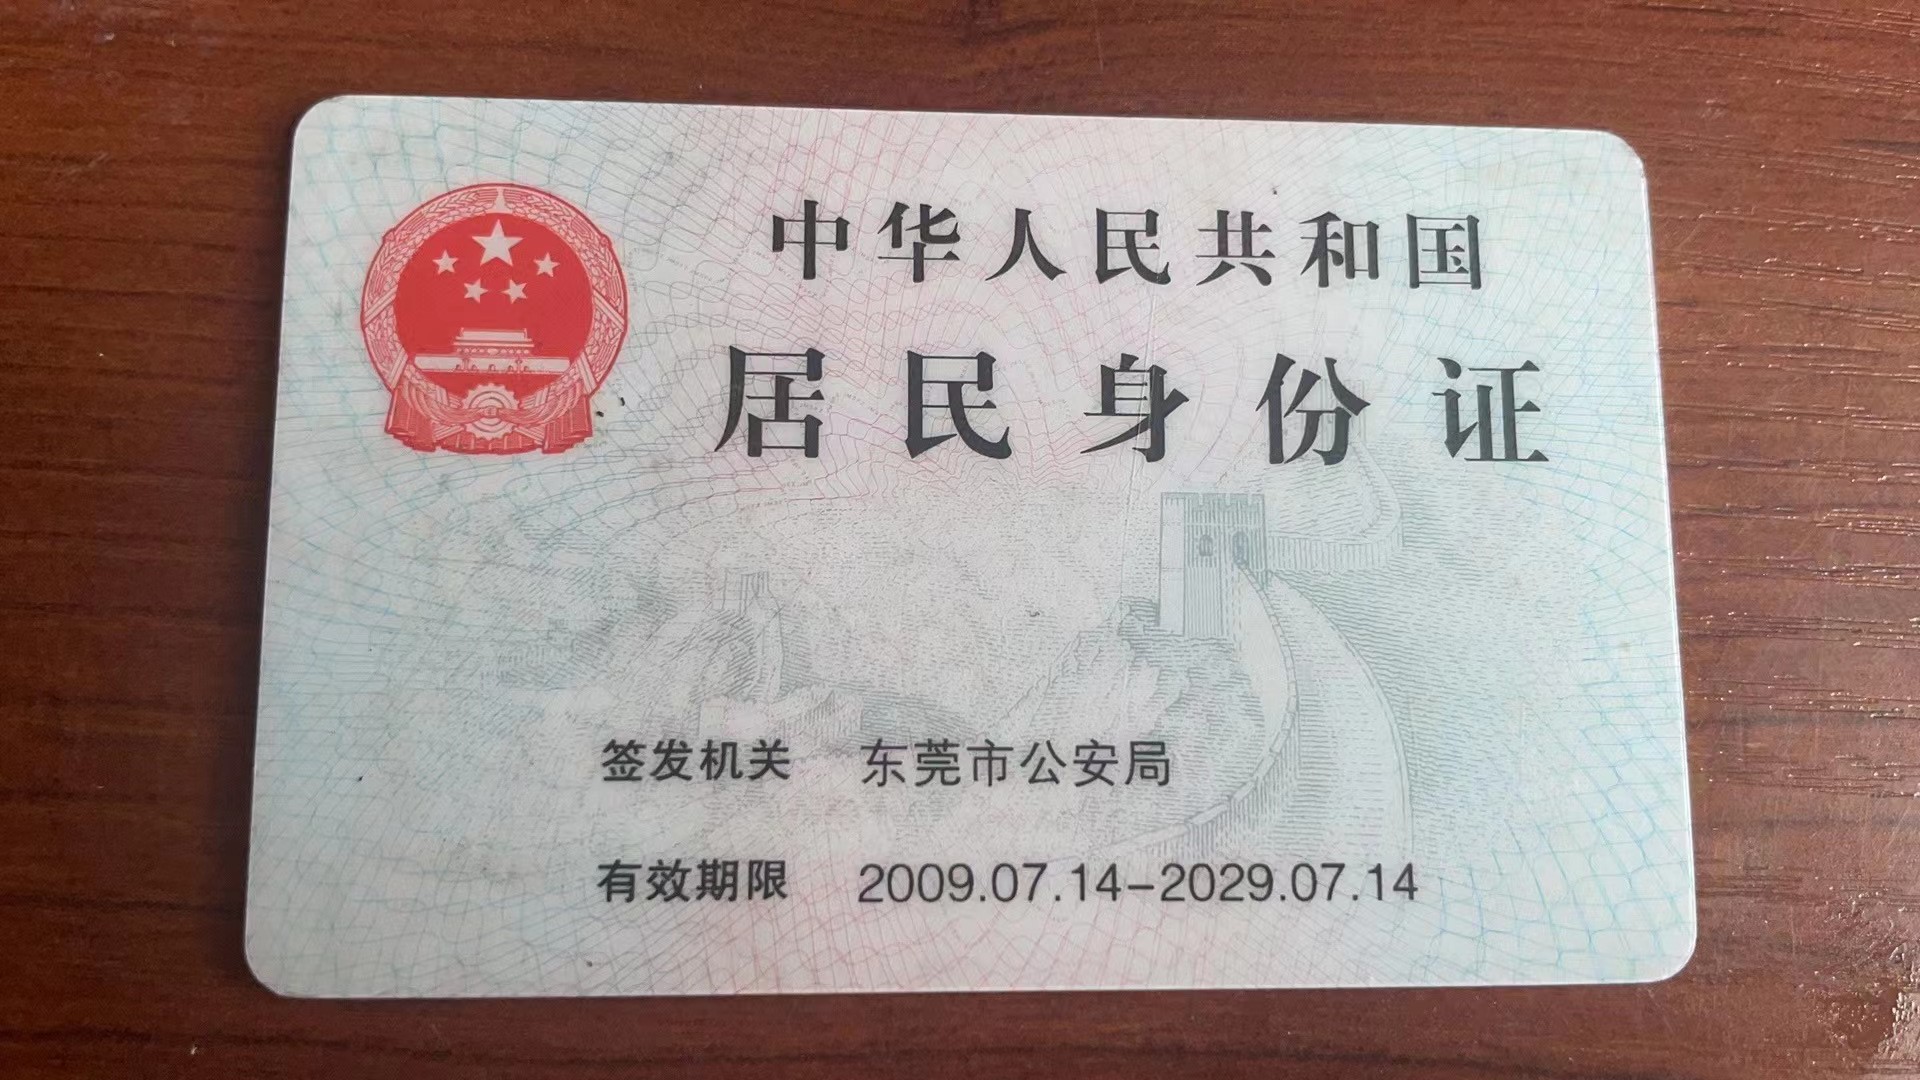 中华人民共和国
居民身份证
签发机关 东莞市公安局
有效期限 2009.07.14-2029.07.14